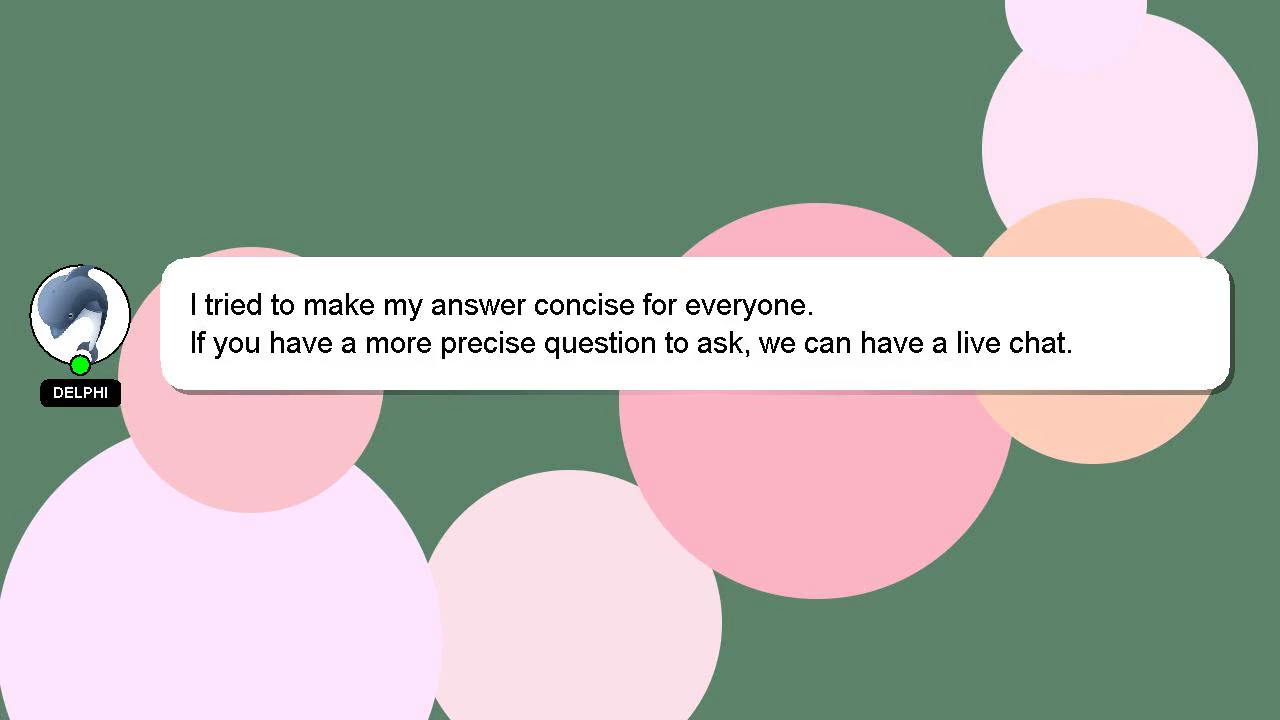 I tried to make my answer concise for everyone.
If you have a more precise question to ask, we can have a live chat.
DELPHI